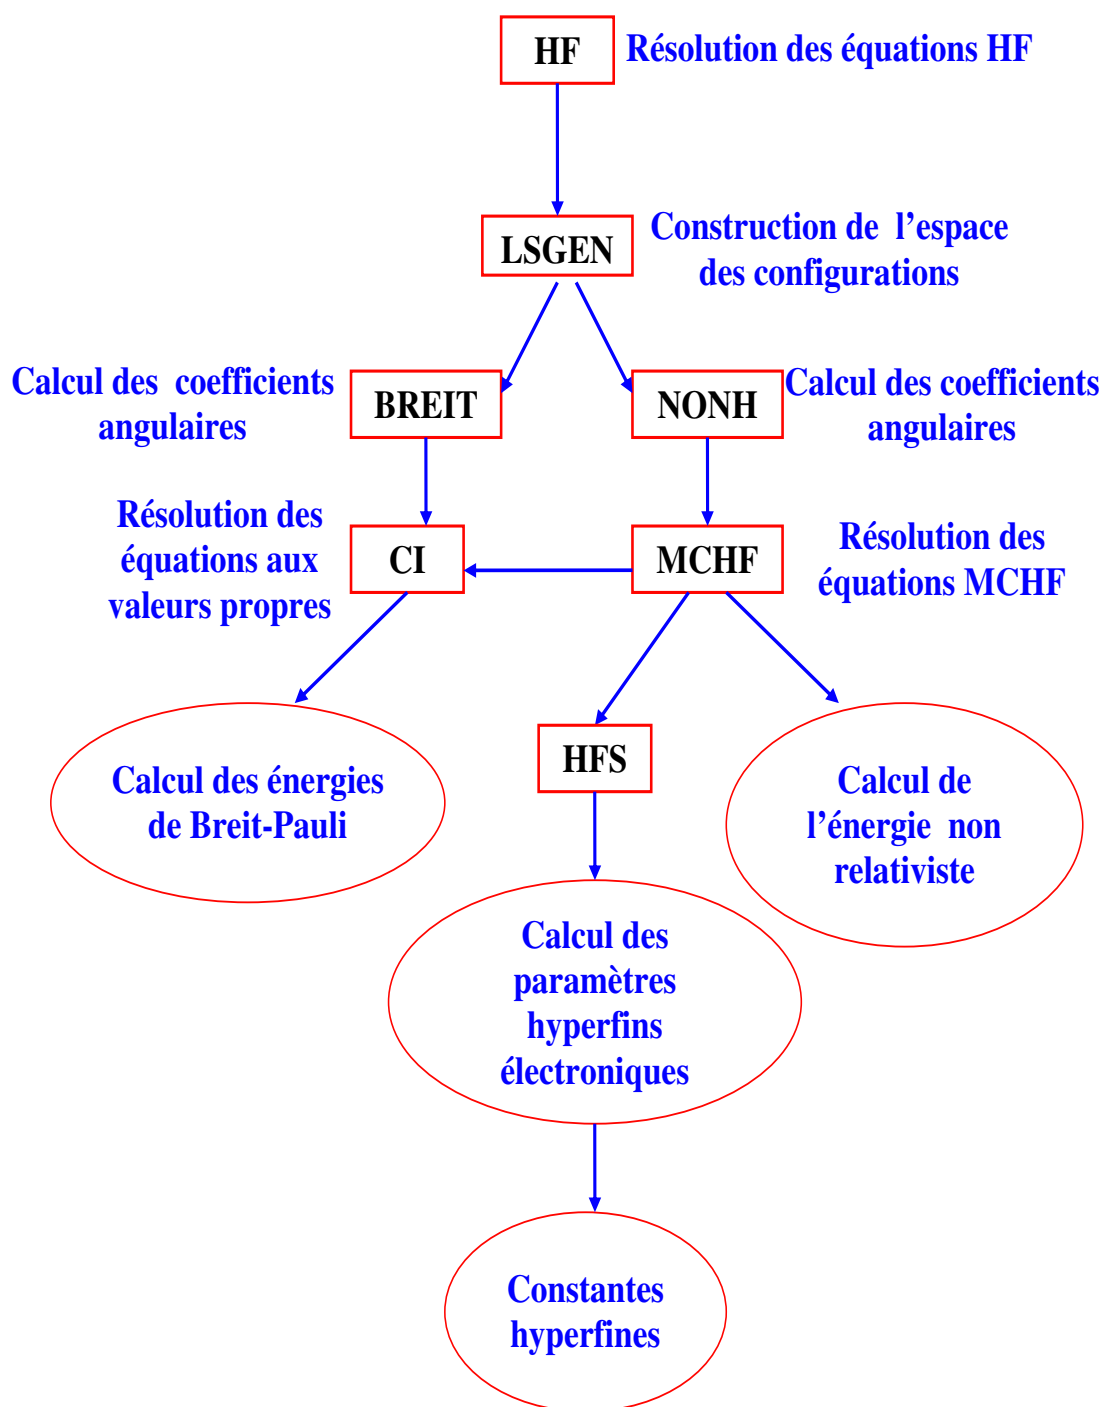 HF
Résolution des équations HF
LSGEN
Construction de l’espace
des configurations
Calcul des coefficients
angulaires
BREIT
NONH
Calcul des coefficients
angulaires
Résolution des
équations aux
valeurs propres
CI
MCHF
Résolution des
équations MCHF
Calcul des énergies
de Breit-Pauli
HFS
Calcul de
l’énergie non
relativiste
Calcul des
paramètres
hyperfins
électroniques
Constantes
hyperfines